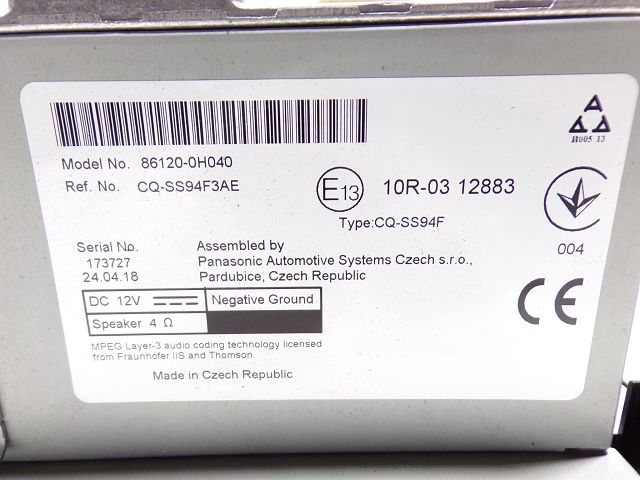 И005 13
Model No. 86120-0H040
Ref. No. CQ-SS94F3AE
E13 10R-03 12883
Type:CQ-SS94F
004
Serial No.
173727
24.04.18
Assembled by
Panasonic Automotive Systems Czech s.r.o.,
Pardubice, Czech Republic
DC 12V
Negative Ground
Speaker 4 Ω
CE
MPEG Layer-3 audio coding technology licensed
from Fraunhofer IIS and Thomson.
Made in Czech Republic